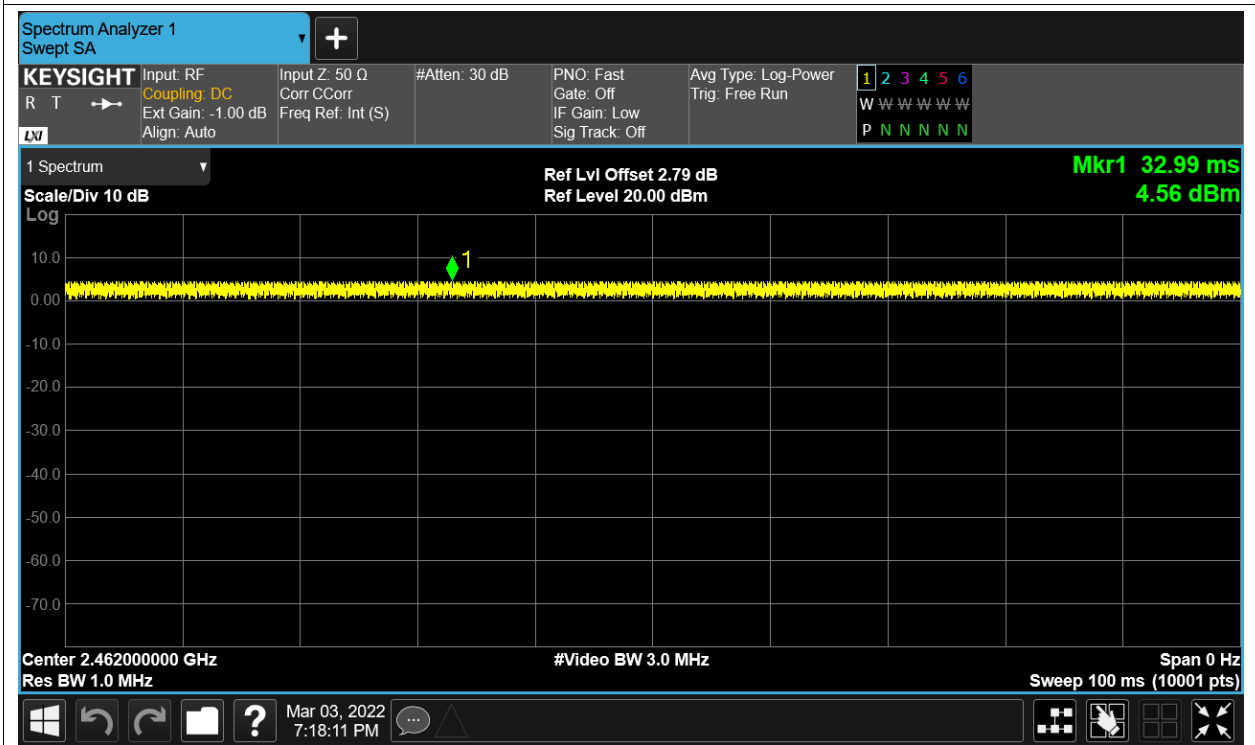 Spectrum Analyzer 1
Swept SA
KEYSIGHT
R T
LXI
Input: RF
Coupling: DC
Ext Gain: -1.00 dB
Align: Auto
Input Z: 50 Ω
Corr CCorr
Freq Ref: Int (S)
#Atten: 30 dB
PNO: Fast
Gate: Off
IF Gain: Low
Sig Track: Off
Avg Type: Log-Power
Trig: Free Run
1 2 3 4 5 6
W W W W W W
P N N N N N
1 Spectrum
Scale/Div 10 dB
Ref Lvl Offset 2.79 dB
Ref Level 20.00 dBm
Mkr1 32.99 ms
4.56 dBm
Log
1
10.0
0.00
-10.0
-20.0
-30.0
-40.0
-50.0
-60.0
-70.0
Center 2.462000000 GHz
Res BW 1.0 MHz
#Video BW 3.0 MHz
Span 0 Hz
Sweep 100 ms (10001 pts)
?
Mar 03, 2022
7:18:11 PM